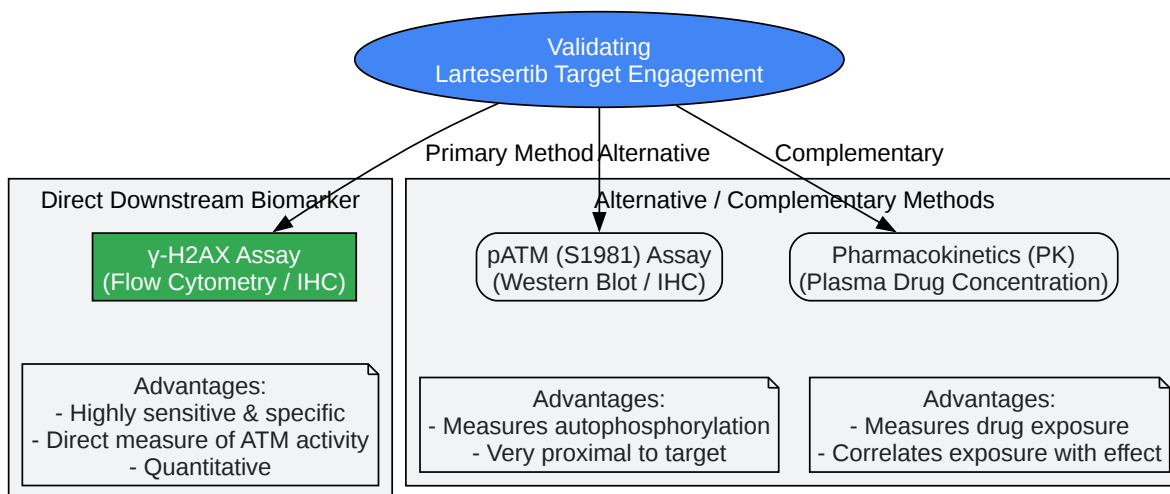 Validating
Lartesertib Target Engagement
Primary Method
Alternative
Complementary
Direct Downstream Biomarker
γ-H2AX Assay
(Flow Cytometry / IHC)
Advantages:
- Highly sensitive & specific
- Direct measure of ATM activity
- Quantitative
Alternative / Complementary Methods
pATM (S1981) Assay
(Western Blot / IHC)
Pharmacokinetics (PK)
(Plasma Drug Concentration)
Advantages:
- Measures autophosphorylation
- Very proximal to target
Advantages:
- Measures drug exposure
- Correlates exposure with effect